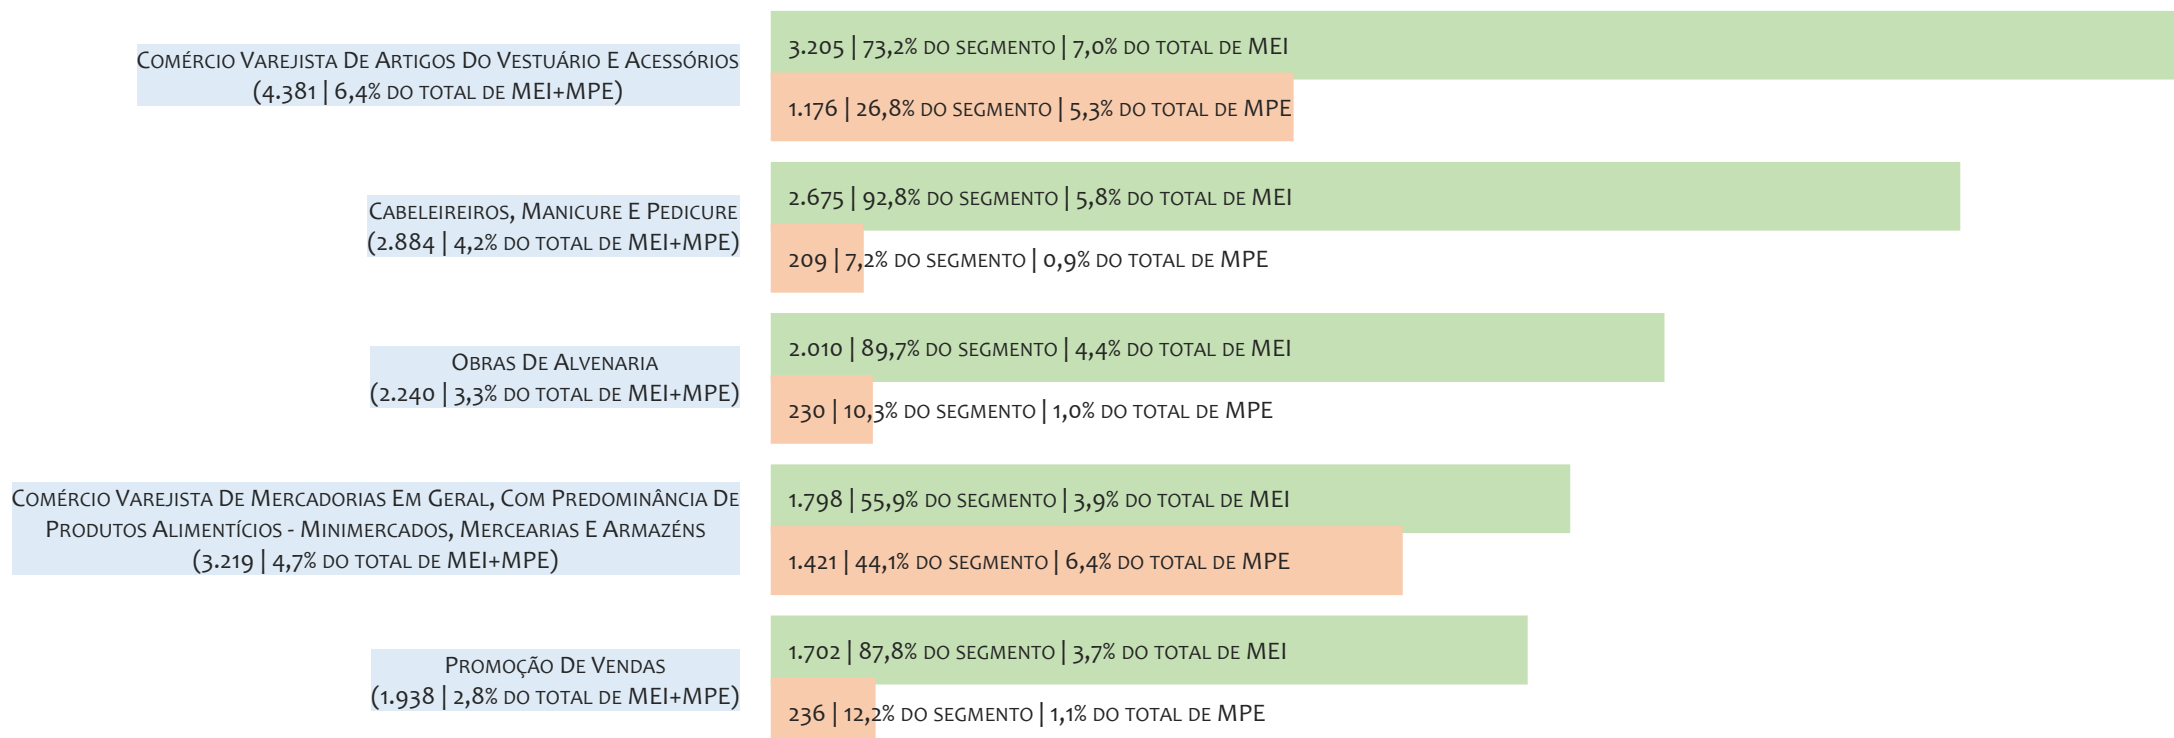 Comércio Varejista De Artigos Do Vestuário E Acessórios
(4.381 | 6,4% do total de MEI+MPE)
3.205 | 73,2% do segmento | 7,0% do total de MEI
1.176 | 26,8% do segmento | 5,3% do total de MPE
Cabeleireiros, Manicure E Pedicure
(2.884 | 4,2% do total de MEI+MPE)
2.675 | 92,8% do segmento | 5,8% do total de MEI
209 | 7,2% do segmento | 0,9% do total de MPE
Obras De Alvenaria
(2.240 | 3,3% do total de MEI+MPE)
2.010 | 89,7% do segmento | 4,4% do total de MEI
230 | 10,3% do segmento | 1,0% do total de MPE
Comércio Varejista De Mercadorias Em Geral, Com Predominância De
Produtos Alimentícios - Minimercados, Mercearias E Armazéns
(3.219 | 4,7% do total de MEI+MPE)
1.798 | 55,9% do segmento | 3,9% do total de MEI
1.421 | 44,1% do segmento | 6,4% do total de MPE
Promoção De Vendas
(1.938 | 2,8% do total de MEI+MPE)
1.702 | 87,8% do segmento | 3,7% do total de MEI
236 | 12,2% do segmento | 1,1% do total de MPE